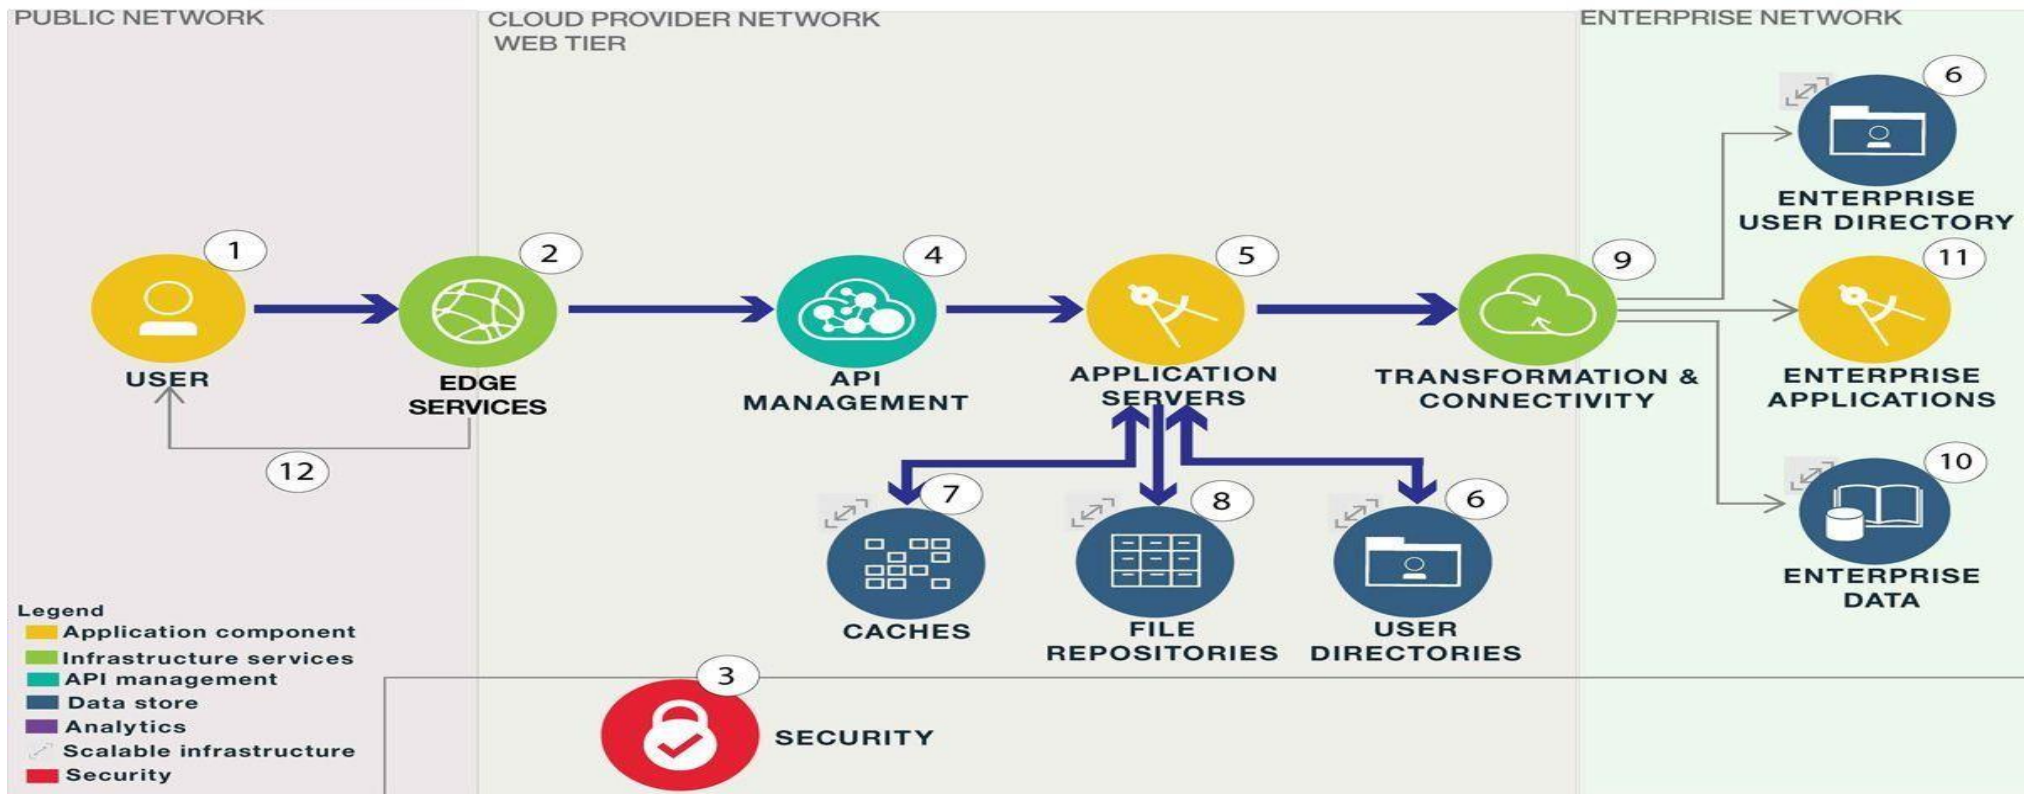 PUBLIC NETWORK
CLOUD PROVIDER NETWORK
WEB TIER
ENTERPRISE NETWORK
6
ENTERPRISE
USER DIRECTORY
1
USER
2
EDGE
SERVICES
4
API
MANAGEMENT
5
APPLICATION
SERVERS
9
TRANSFORMATION &
CONNECTIVITY
11
ENTERPRISE
APPLICATIONS
12
7
CACHES
8
FILE
REPOSITORIES
6
USER
DIRECTORIES
10
ENTERPRISE
DATA
3
SECURITY
Legend
Application component
Infrastructure services
API management
Data store
Analytics
Scalable infrastructure
Security